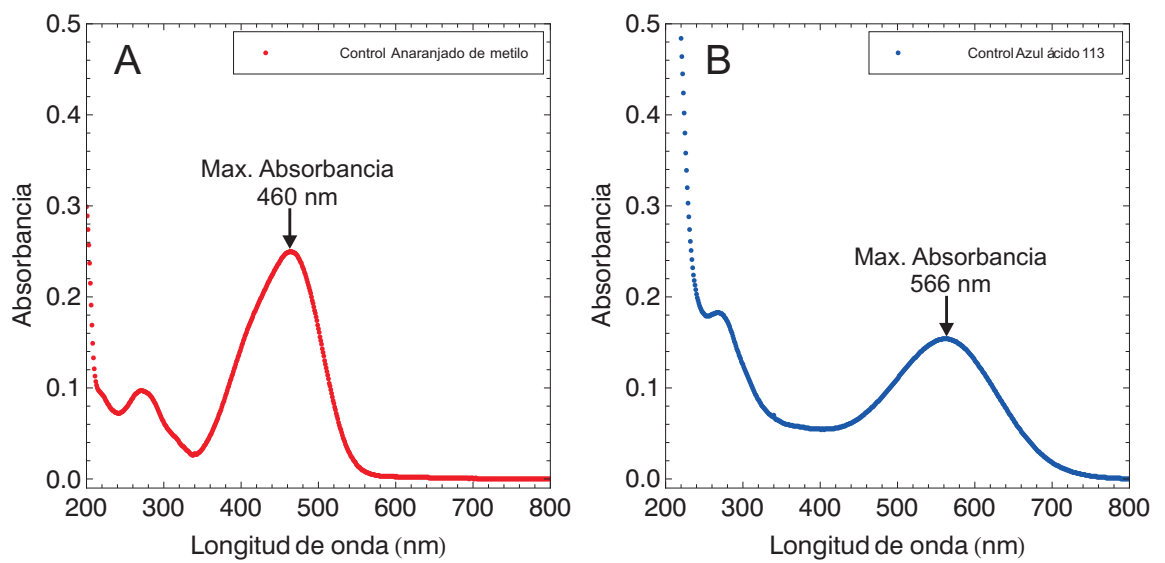 A
Control Anaranjado de metilo
Max. Absorbancia
460 nm
Absorbancia
0.5
0.4
0.3
0.2
0.1
0.0
200 300 400 500 600 700 800
Longitud de onda (nm)
B
Control Azul ácido 113
Max. Absorbancia
566 nm
Absorbancia
0.5
0.4
0.3
0.2
0.1
0.0
200 300 400 500 600 700 800
Longitud de onda (nm)